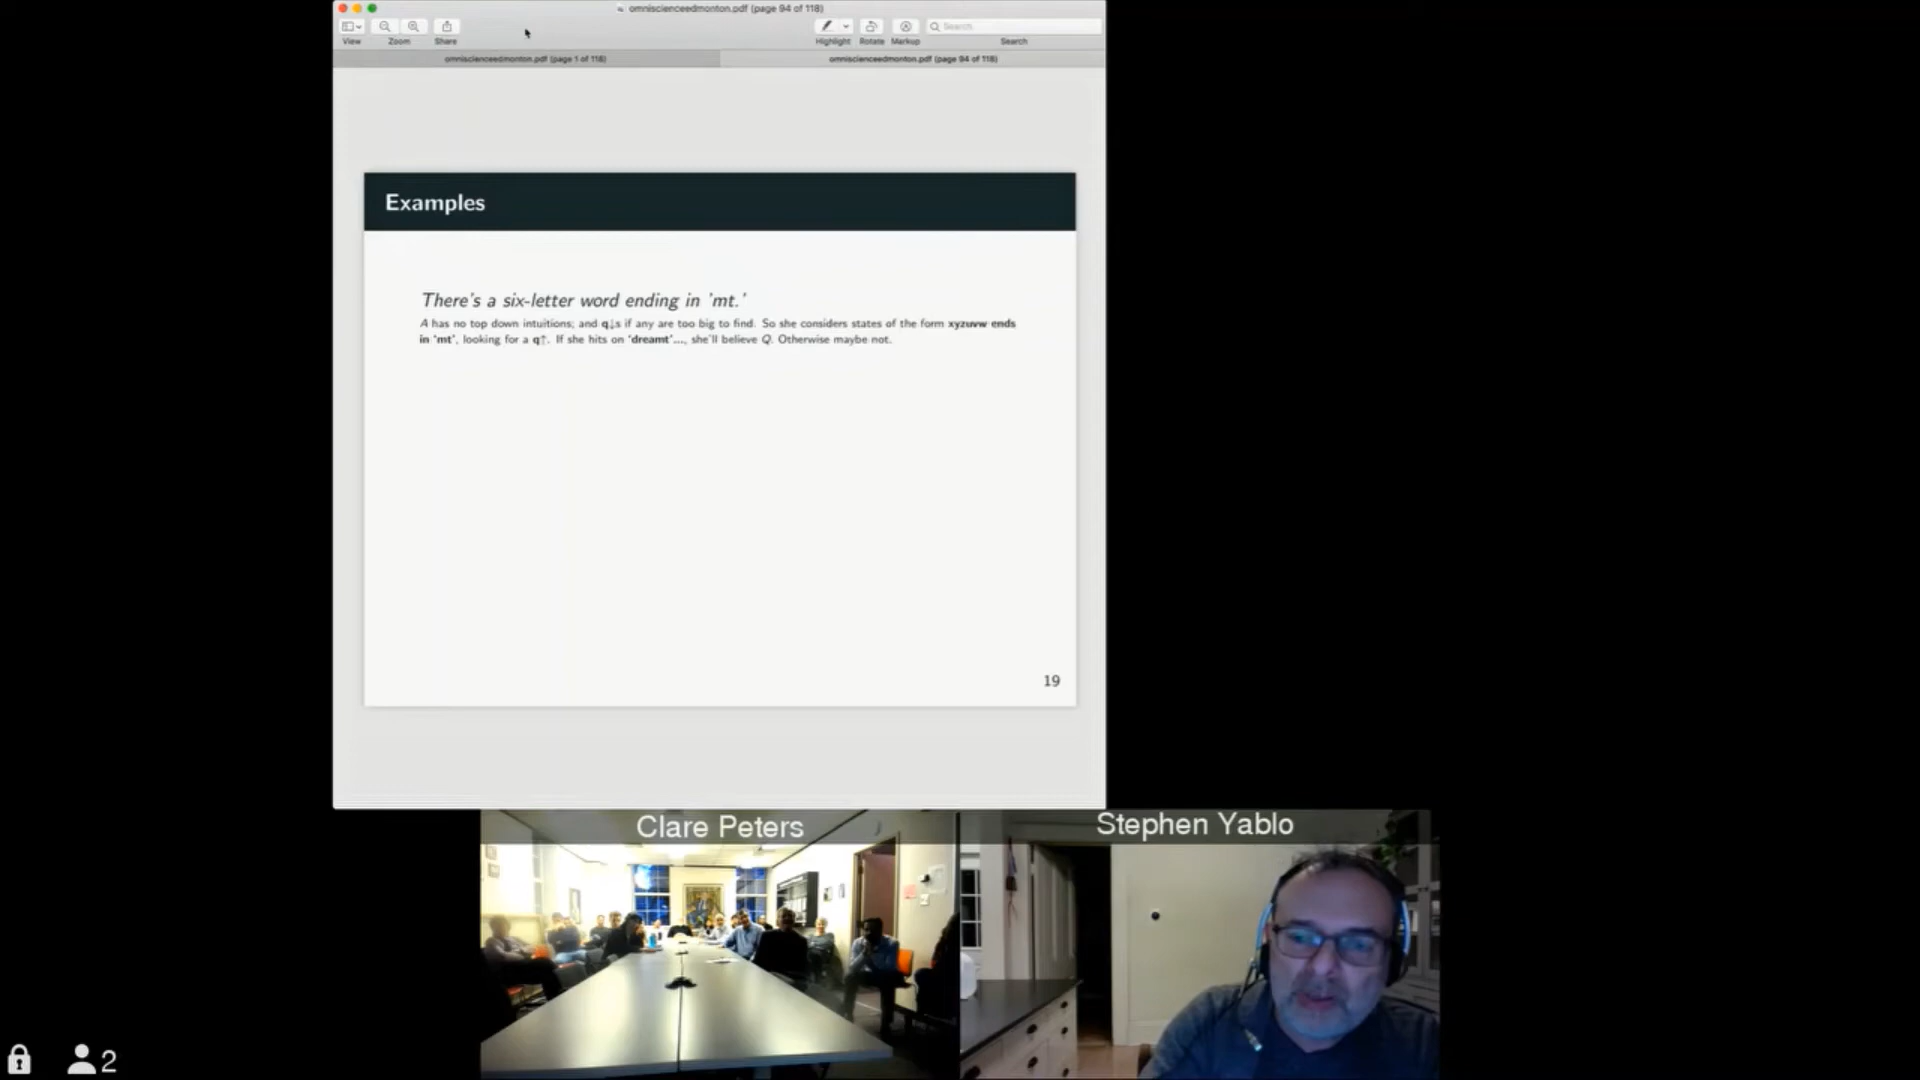 omniscienceedmonton.pdf (page 94 of 118)
View Zoom Share Highlight Rotate Markup Search
Search
omniscienceedmonton.pdf (page 1 of 118) omniscienceedmonton.pdf (page 94 of 118)
Examples
There's a six-letter word ending in 'mt.'
A has no top down intuitions; and q↓s if any are too big to find. So she considers states of the form xyzuvw ends
in 'mt', looking for a q↑. If she hits on 'dreamt'..., she'll believe Q. Otherwise maybe not.
19
Clare Peters
Stephen Yablo
2